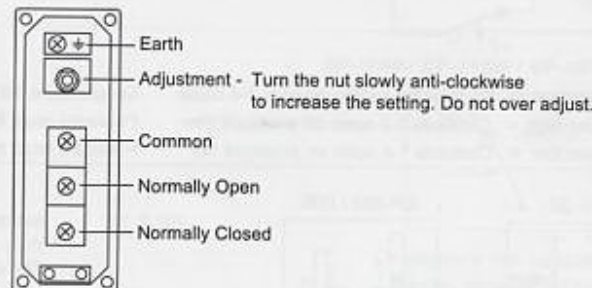 Earth
Adjustment - Turn the nut slowly anti-clockwise
to increase the setting. Do not over adjust.
Common
Normally Open
Normally Closed